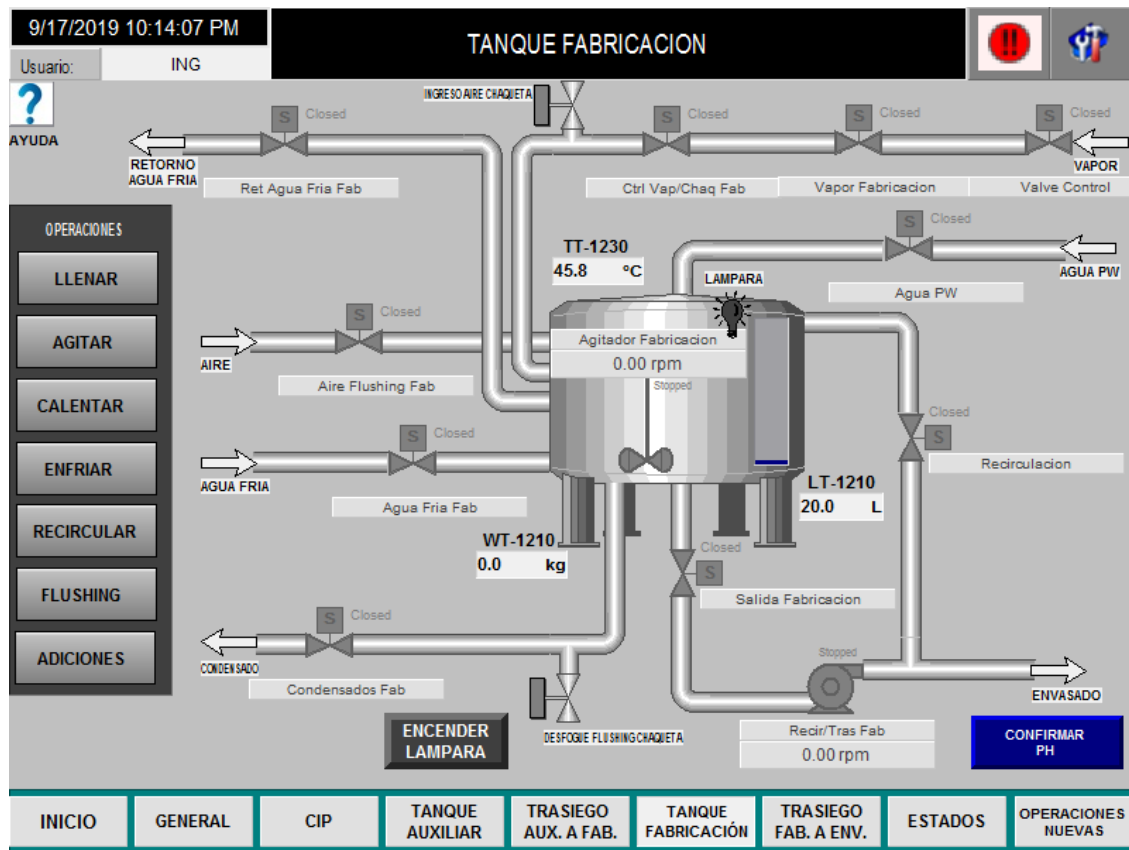 9/17/2019 10:14:07 PM
TANQUE FABRICACION
!!
Usuario:
ING
?
AYUDA
INGRESO AIRE CHAQUETA
S
Closed
S
Closed
S
Closed
S
Closed
RETORNO
AGUA FRIA
VAPOR
Ret Agua Fria Fab
Ctrl Vap/Chaq Fab
Vapor Fabricacion
Valve Control
OPERACIONES
LLENAR
AGITAR
CALENTAR
ENFRIAR
RECIRCULAR
FLUSHING
ADICIONES
S
Closed
AGUA PW
Agua PW
TT-1230
45.8 ºC
LAMPARA
S
Closed
AIRE
Aire Flushing Fab
Agitador Fabricacion
0.00 rpm
Stopped
Closed
S
Recirculacion
S
Closed
AGUA FRIA
Agua Fria Fab
LT-1210
20.0 L
WT-1210
0.0 kg
Closed
S
Salida Fabricacion
S
Closed
CONDENSADO
Condensados Fab
Stopped
ENVASADO
DESFOGUE FLUSHING CHAQUETA
Recir/Tras Fab
0.00 rpm
ENCENDER
LAMPARA
CONFIRMAR
PH
INICIO
GENERAL
CIP
TANQUE
AUXILIAR
TRASIEGO
AUX. A FAB.
TANQUE
FABRICACIÓN
TRASIEGO
FAB. A ENV.
ESTADOS
OPERACIONES
NUEVAS